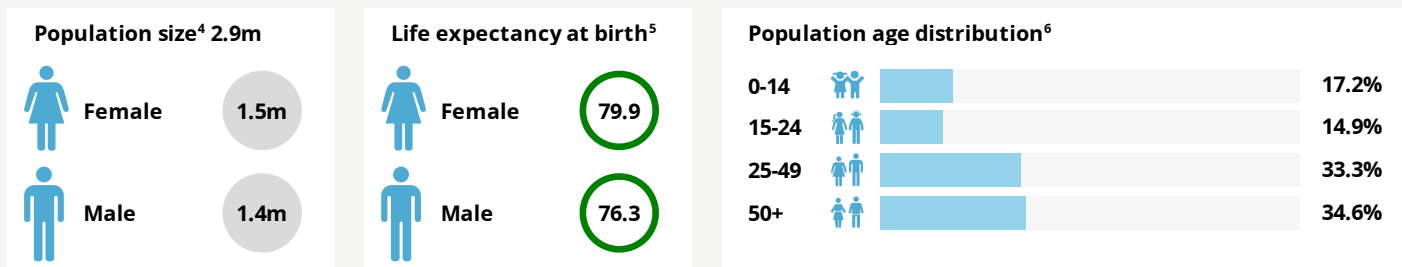 Population size⁴ 2.9m
Female 1.5m
Male 1.4m
Life expectancy at birth⁵
Female 79.9
Male 76.3
Population age distribution⁶
0-14 17.2%
15-24 14.9%
25-49 33.3%
50+ 34.6%